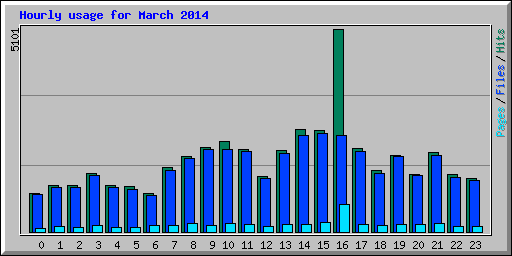 Hourly usage for March 2014
5101
Pages / Files / Hits
0 1 2 3 4 5 6 7 8 9 10 11 12 13 14 15 16 17 18 19 20 21 22 23